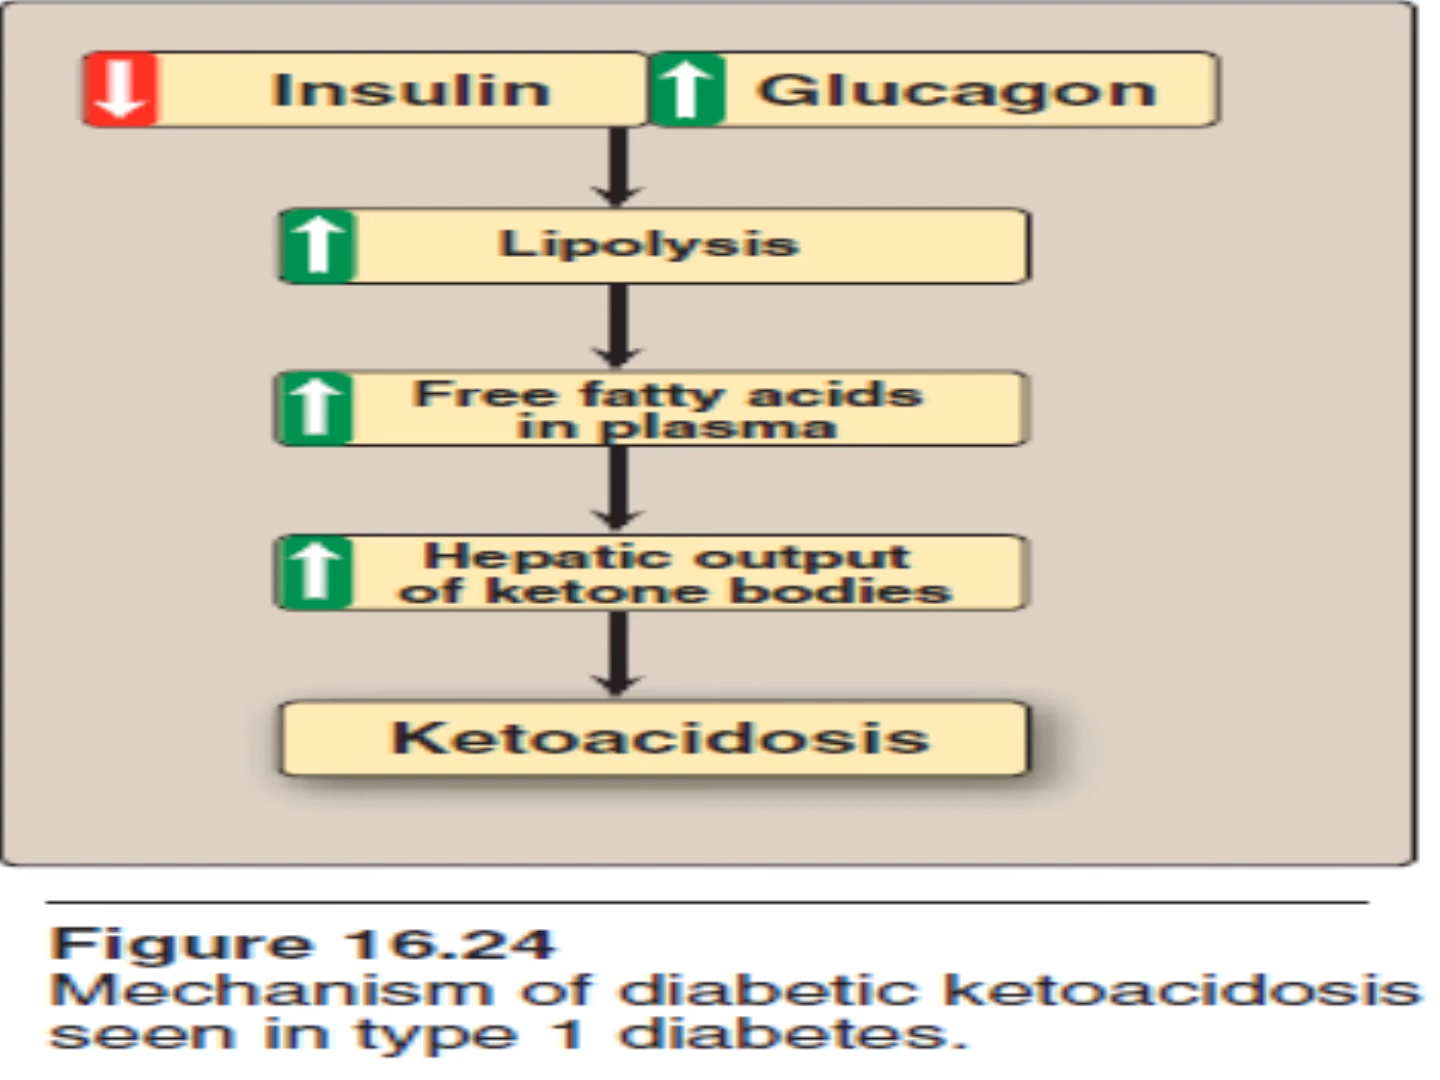 Insulin Glucagon
Lipolysis
Free fatty acids
in plasma
Hepatic output
of ketone bodies
Ketoacidosis
Figure 16.24
Mechanism of diabetic ketoacidosis
seen in type 1 diabetes.